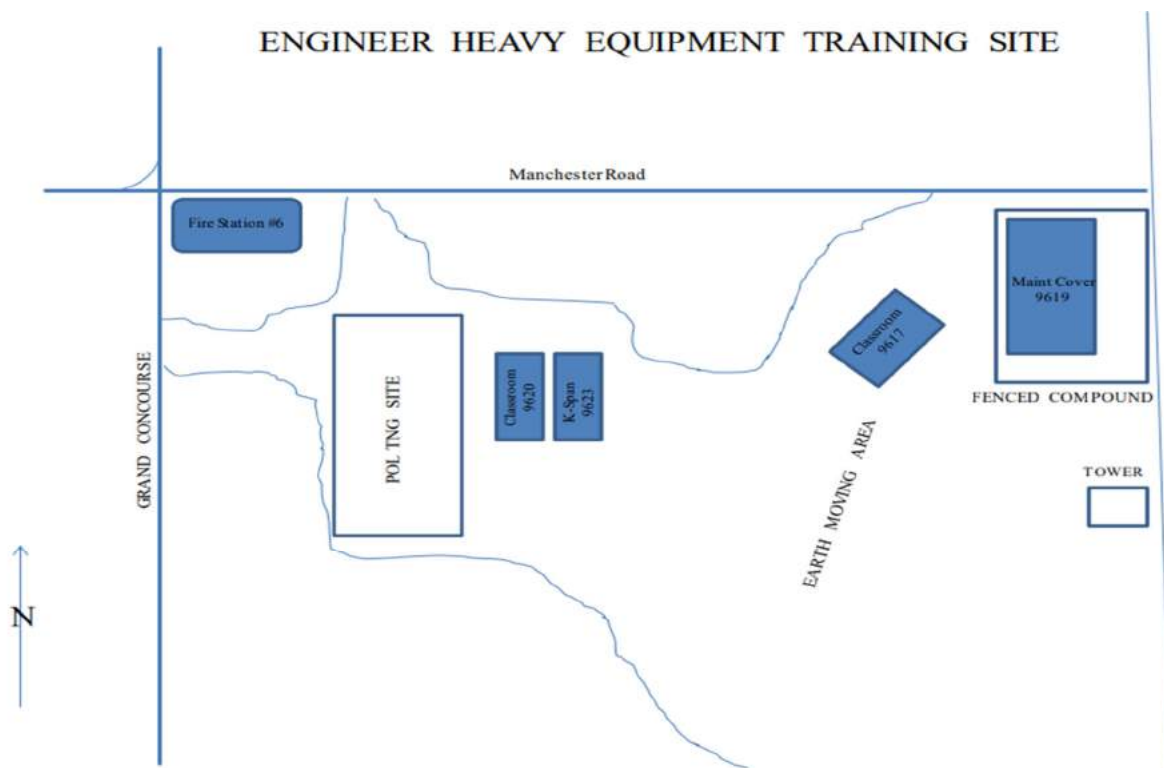 ENGINEER HEAVY EQUIPMENT TRAINING SITE
Manchester Road
Fire Station #6
Maint Cover
9619
Classroom
9617
GRAND CONCOURSE
POL TNG SITE
Classroom
9620
K-Span
9623
FENCED COMPOUND
EARTH MOVING AREA
TOWER
N